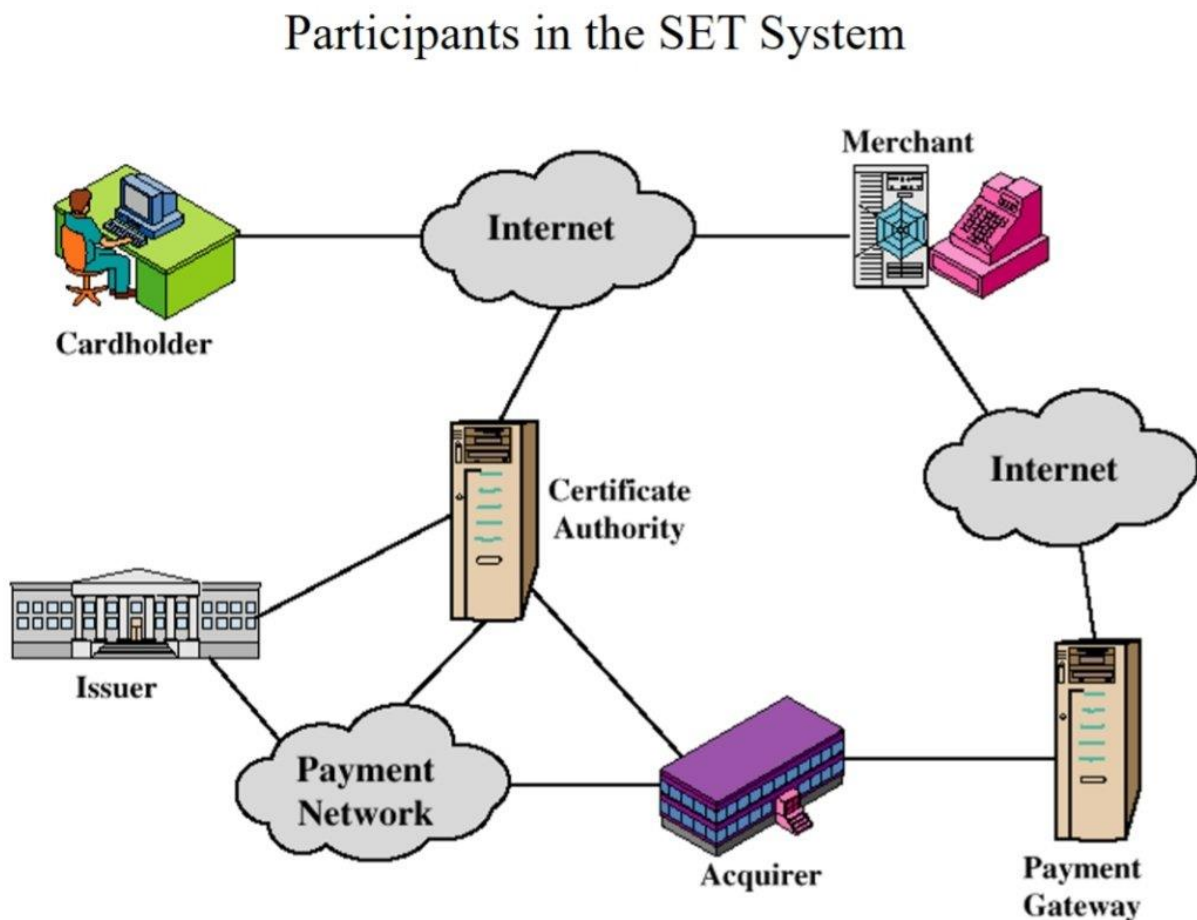 Participants in the SET System
Merchant
Internet
Cardholder
Internet
Certificate
Authority
Issuer
Payment
Network
Acquirer
Payment
Gateway